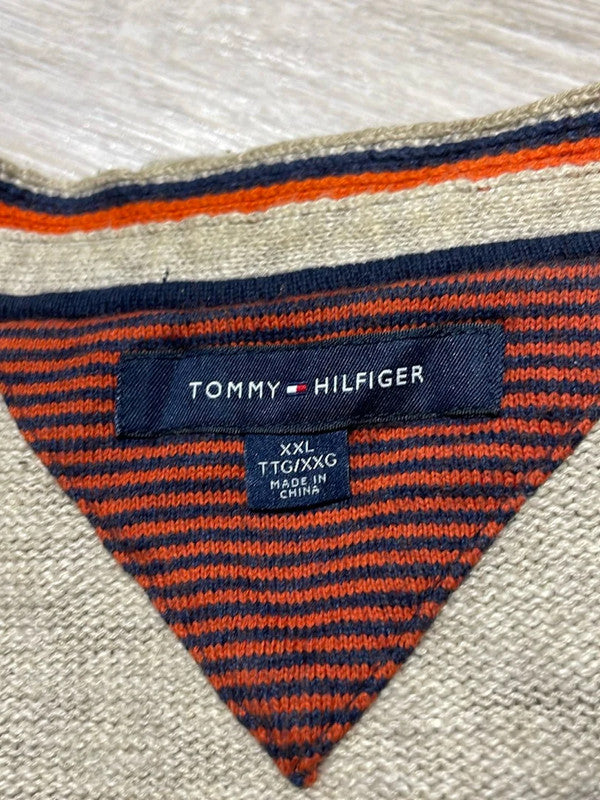 TOMMY HILFIGER
XXL
TTG/XXG
MADE IN
CHINA